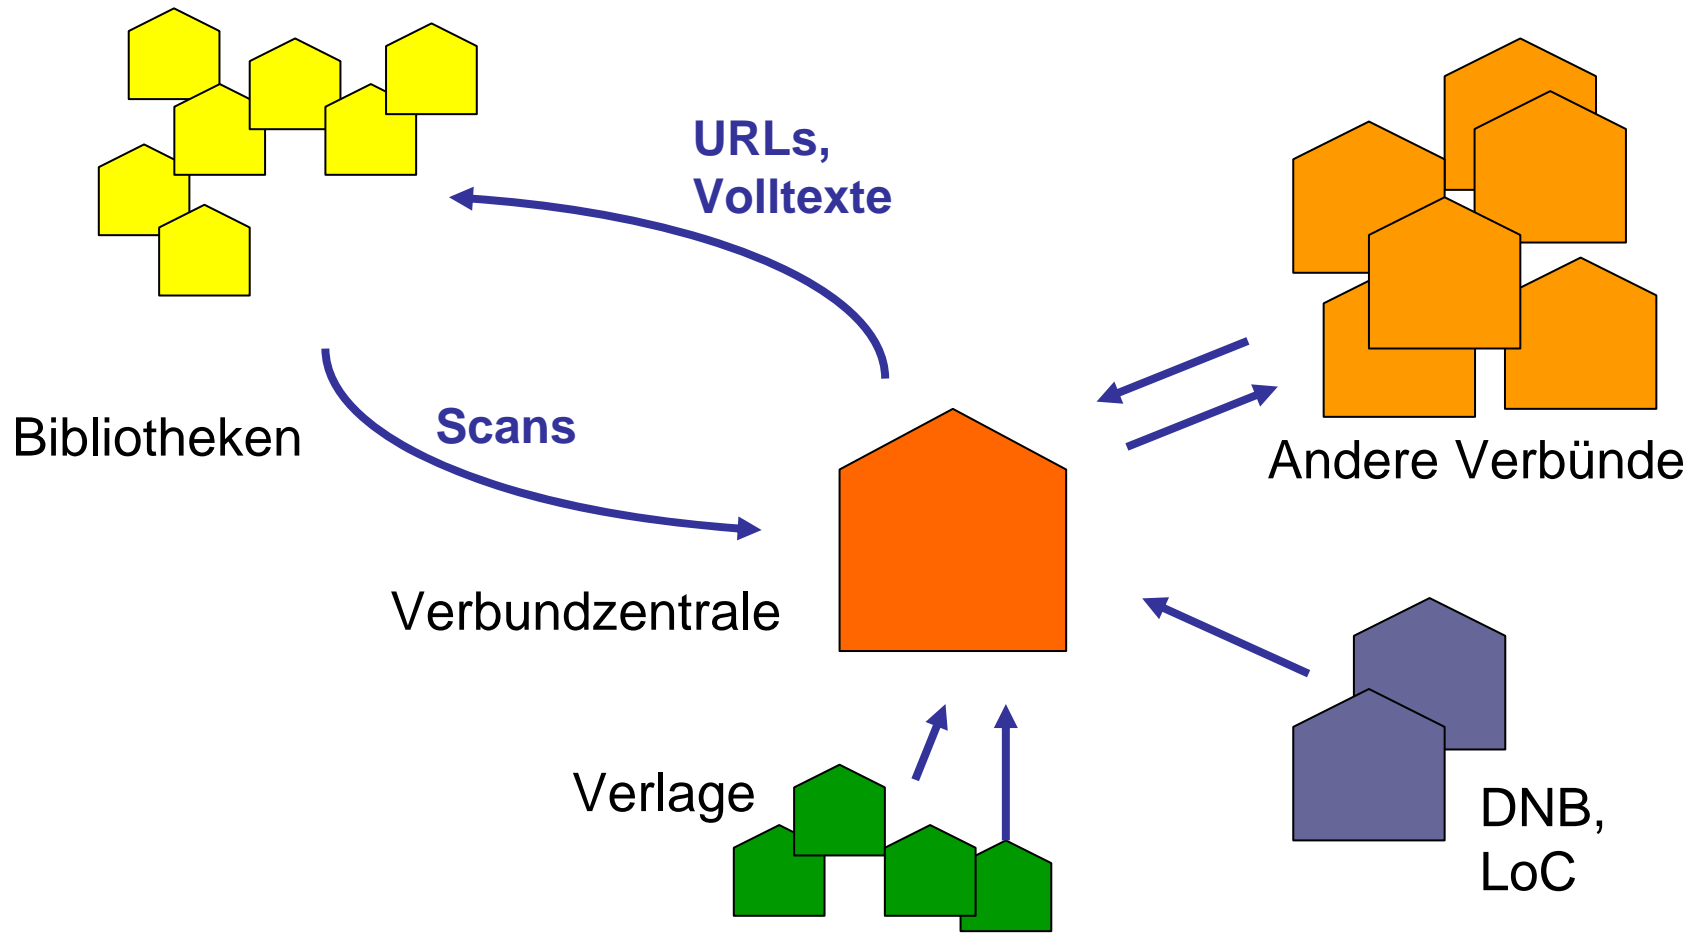 URLs,
Volltexte
Bibliotheken
Scans
Andere Verbünde
Verbundzentrale
Verlage
DNB,
LoC